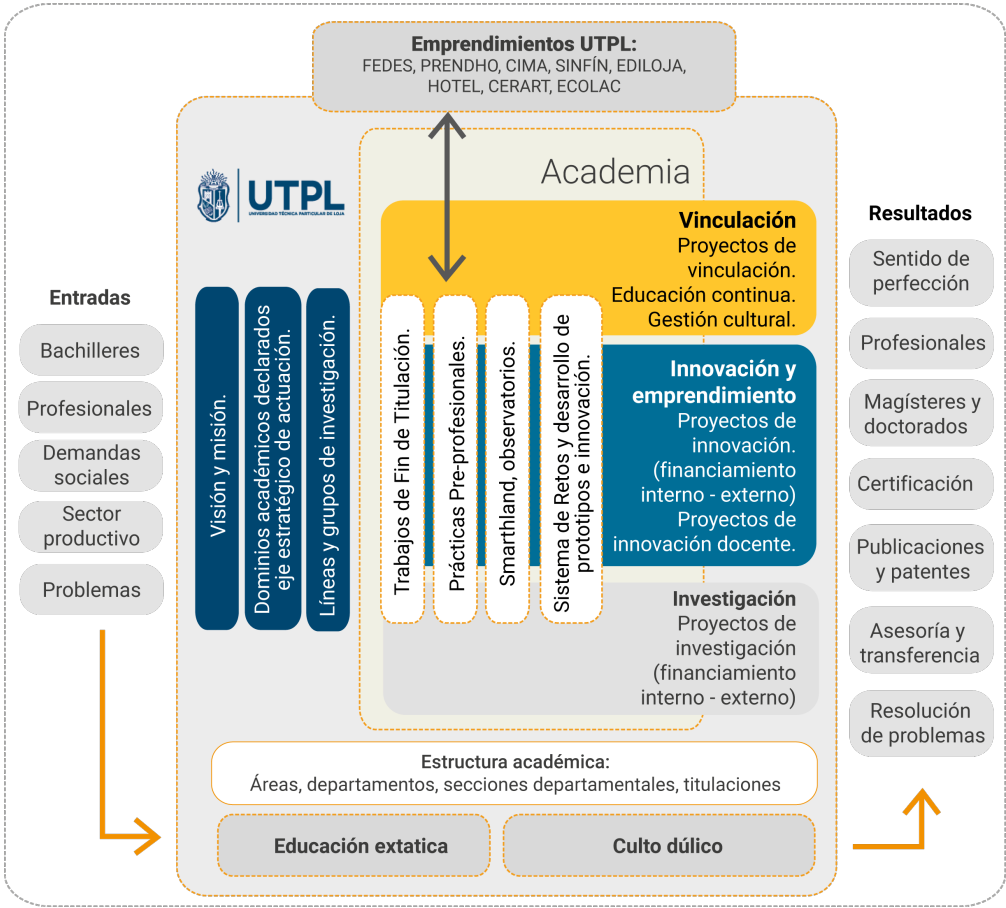 Emprendimientos UTPL:
FEDES, PRENDHO, CIMA, SINFÍN, EDILOJA,
HOTEL, CERART, ECOLAC
UTPL
UNIVERSIDAD TÉCNICA PARTICULAR DE LOJA
Academia
Entradas
Bachilleres
Profesionales
Demandas
sociales
Sector
productivo
Problemas
Visión y misión.
Dominios académicos declarados
eje estratégico de actuación.
Líneas y grupos de investigación.
Trabajos de Fin de Titulación.
Prácticas Pre-profesionales.
Smarthland, observatorios.
Sistema de Retos y desarrollo de
prototipos e innovación.
Vinculación
Proyectos de
vinculación.
Educación continua.
Gestión cultural.
Innovación y
emprendimiento
Proyectos de
innovación.
(financiamiento
interno - externo)
Proyectos de
innovación docente.
Investigación
Proyectos de
investigación
(financiamiento
interno - externo)
Estructura académica:
Áreas, departamentos, secciones departamentales, titulaciones
Educación extatica
Culto dúlico
Resultados
Sentido de
perfección
Profesionales
Magísteres y
doctorados
Certificación
Publicaciones
y patentes
Asesoría y
transferencia
Resolución
de problemas